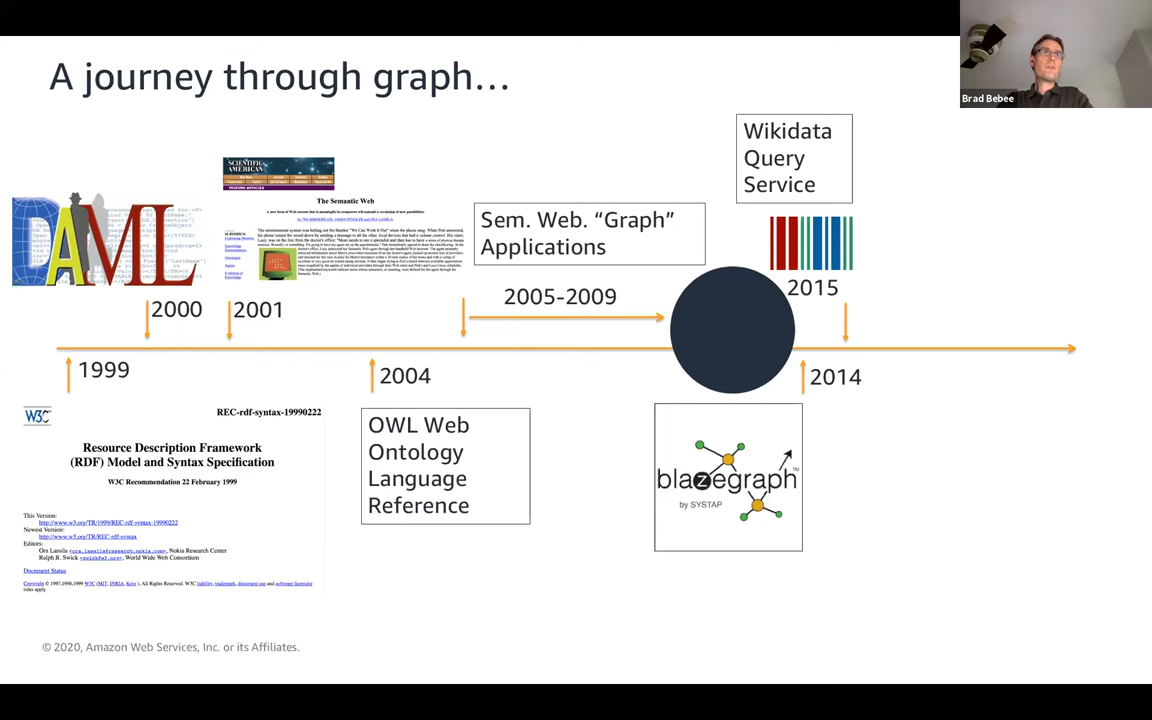 A journey through graph…
Brad Bebee
Wikidata
Query
Service
SCIENTIFIC
AMERICAN
FEATURE ARTICLES
The Semantic Web
DAML
Sem. Web. “Graph”
Applications
2000
2001
2005-2009
2015
1999
2004
2014
W3C
REC-rdf-syntax-19990222
Resource Description Framework
(RDF) Model and Syntax Specification
W3C Recommendation 22 February 1999
This Version:
http://www.w3.org/TR/1999/REC-rdf-syntax-19990222
Newest Version:
http://www.w3.org/TR/REC-rdf-syntax
Editors:
Ora Lassila <ora.lassila@research.nokia.com>, Nokia Research Center
Ralph R. Swick <swick@w3.org>, World Wide Web Consortium
Document Status
Copyright © 1997,1998,1999 W3C (MIT, INRIA, Keio ), All Rights Reserved. W3C liability, trademark, document use and software licensing
rules apply.
OWL Web
Ontology
Language
Reference
blazegraph™
by SYSTAP
© 2020, Amazon Web Services, Inc. or its Affiliates.